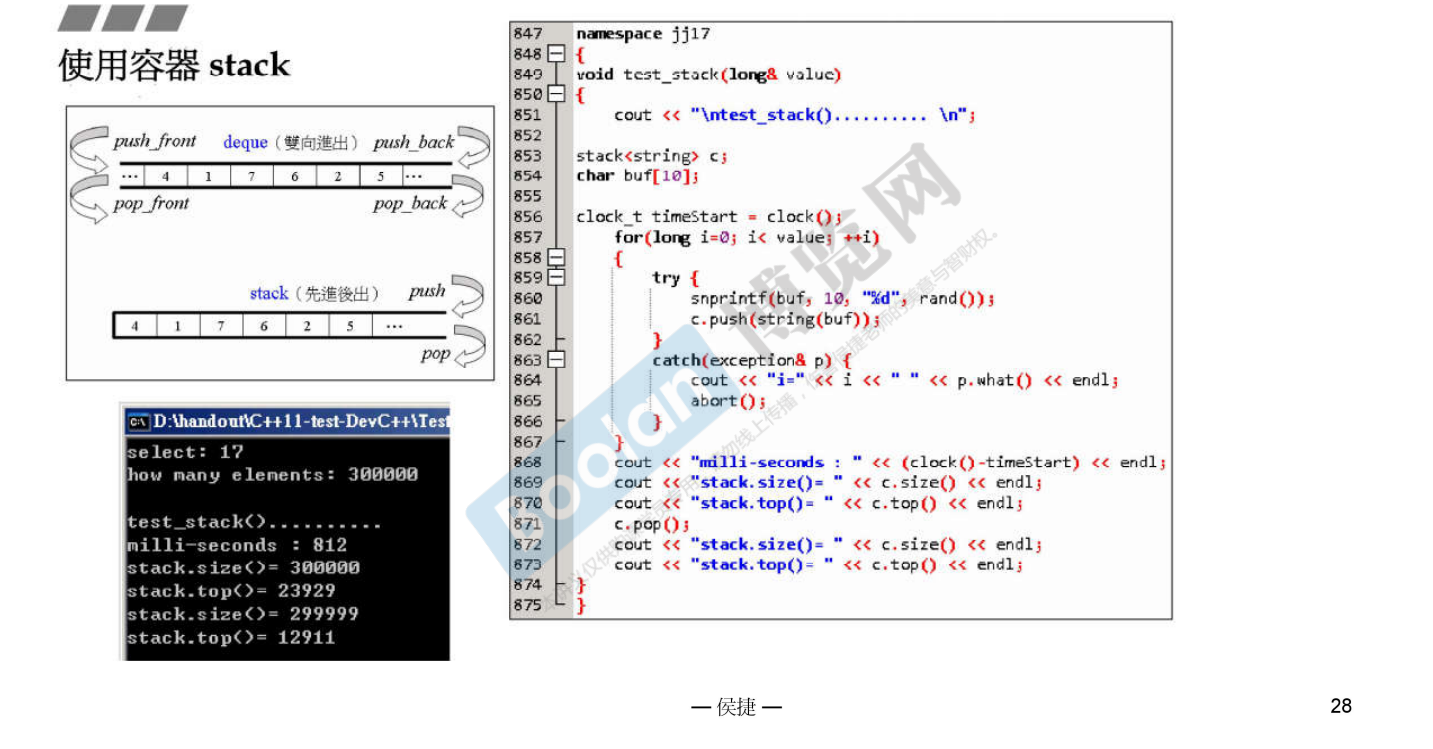 使用容器 stack
push_front deque（雙向進出） push_back
··· 4 1 7 6 2 5 ···
pop_front pop_back
stack（先進後出） push
4 1 7 6 2 5 ···
pop
D:\handout\C++11-test-DevC++\Test
select: 17
how many elements: 300000
test_stack()..........
milli-seconds : 812
stack.size()= 300000
stack.top()= 23929
stack.size()= 299999
stack.top()= 12911
847 namespace jj17
848 {
849 void test_stack(long& value)
850 {
851 cout << "\ntest_stack().......... \n";
852
853 stack<string> c;
854 char buf[10];
855
856 clock_t timeStart = clock();
857 for(long i=0; i< value; ++i)
858 {
859 try {
860 snprintf(buf, 10, "%d", rand());
861 c.push(string(buf));
862 }
863 catch(exception& p) {
864 cout << "i=" << i << " " << p.what() << endl;
865 abort();
866 }
867 }
868 cout << "milli-seconds : " << (clock()-timeStart) << endl;
869 cout << "stack.size()= " << c.size() << endl;
870 cout << "stack.top()= " << c.top() << endl;
871 c.pop();
872 cout << "stack.size()= " << c.size() << endl;
873 cout << "stack.top()= " << c.top() << endl;
874 }
875 }
Boolan 博览网
— 侯捷 —
28